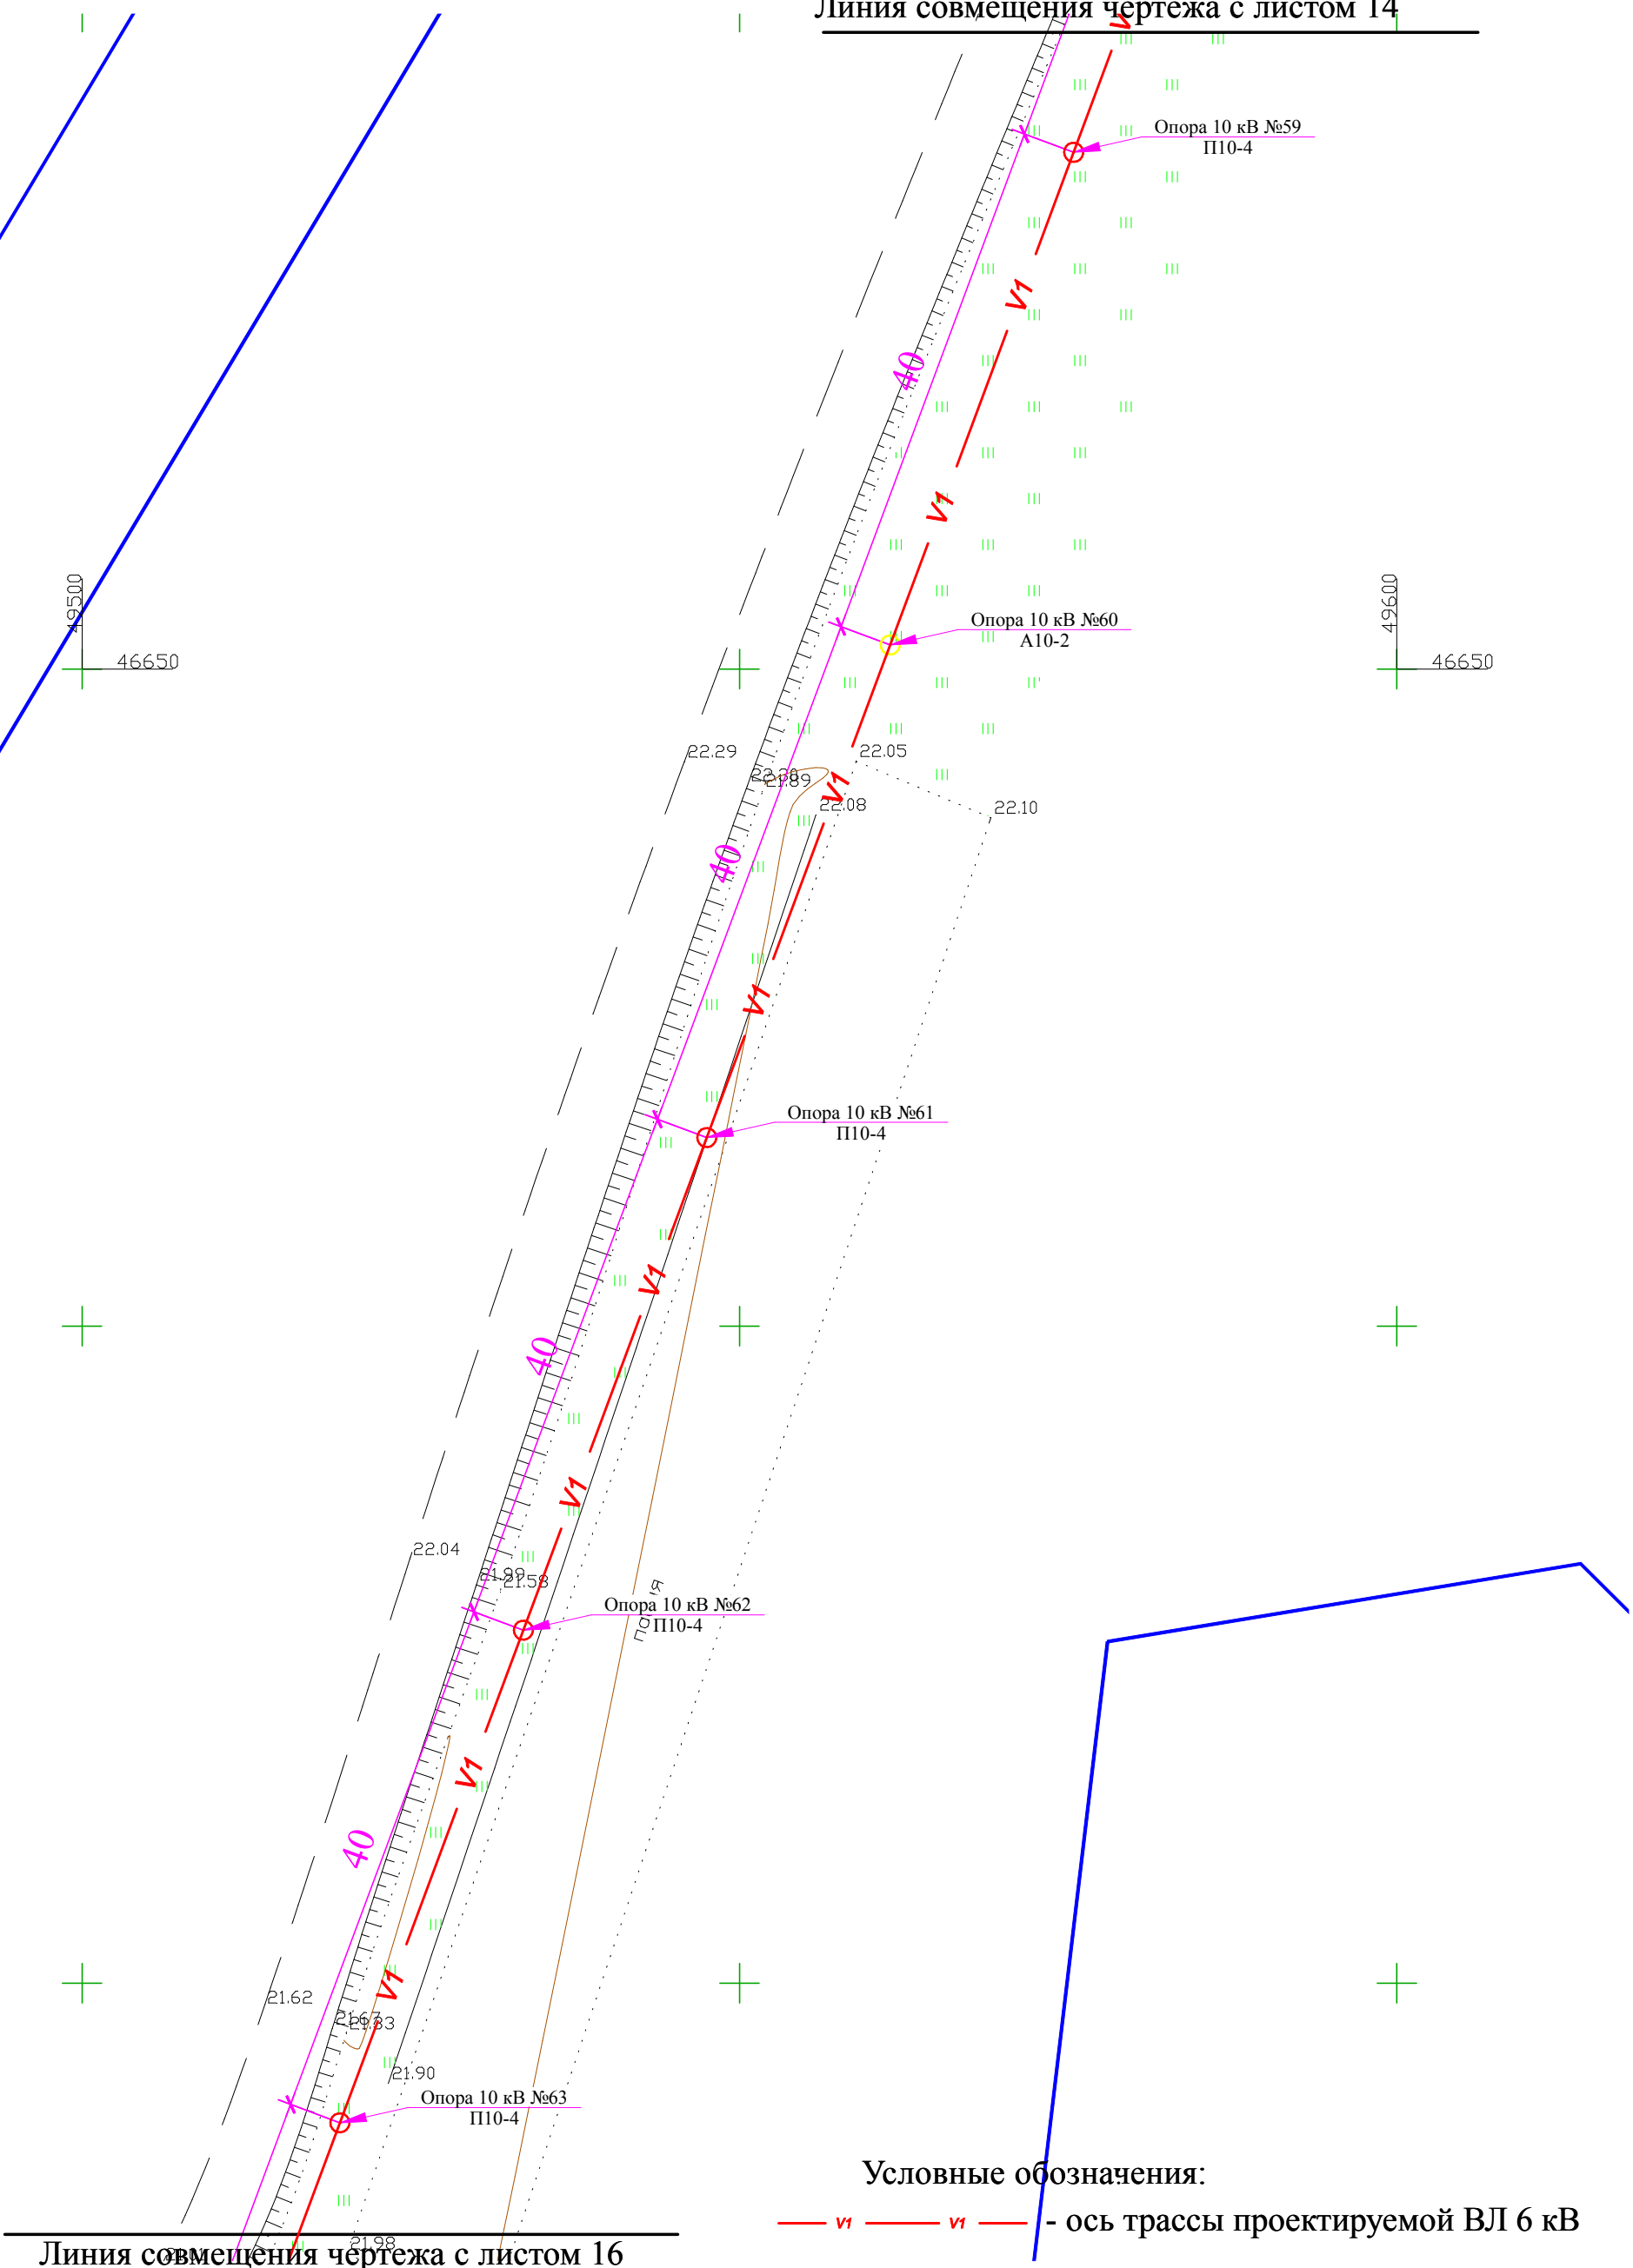 Линия совмещения чертежа с листом 14
V
Опора 10 кВ №59
П10-4
V1
40
V1
49500
49600
Опора 10 кВ №60
А10-2
46650
46650
22.29
22.05
21.89
V1
22.08
22.10
40
V1
Опора 10 кВ №61
П10-4
V1
40
V1
22.04
21.99
21.58
Опора 10 кВ №62
П10-4
V1
40
V1
21.62
21.67
21.90
Опора 10 кВ №63
П10-4
Условные обозначения:
V1 V1 - ось трассы проектируемой ВЛ 6 кВ
21.98
Линия совмещения чертежа с листом 16